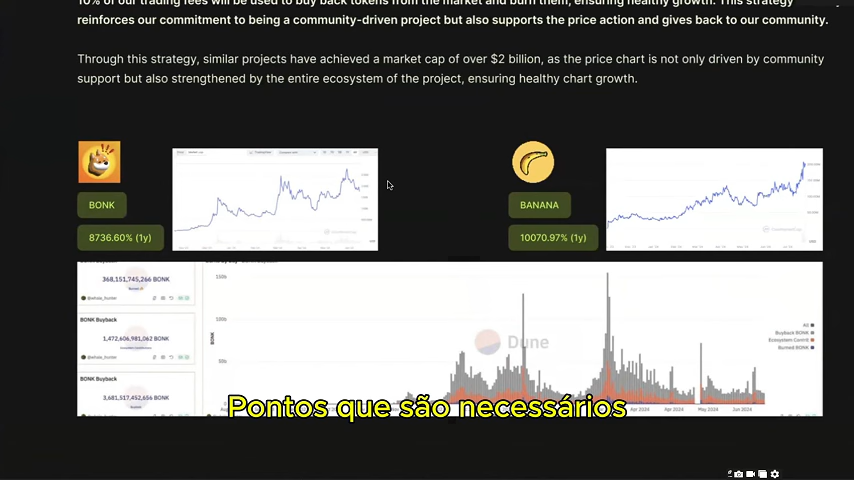 10% of our trading fees will be used to buy back tokens from the market and burn them, ensuring healthy growth. This strategy
reinforces our commitment to being a community-driven project but also supports the price action and gives back to our community.
Through this strategy, similar projects have achieved a market cap of over $2 billion, as the price chart is not only driven by community
support but also strengthened by the entire ecosystem of the project, ensuring healthy chart growth.
BONK
8736.60% (1y)
BANANA
10070.97% (1y)
368,151,745,266 BONK
@whale_hunter
BONK Buyback
1,472,606,981,062 BONK
@whale_hunter
BONK Buyback
3,681,517,452,656 BONK
150b
100b
50b
BONK
Dune
All
Buyback BONK
Burned BONK
Apr 2024
May 2024
June 2024
Pontos que são necessários